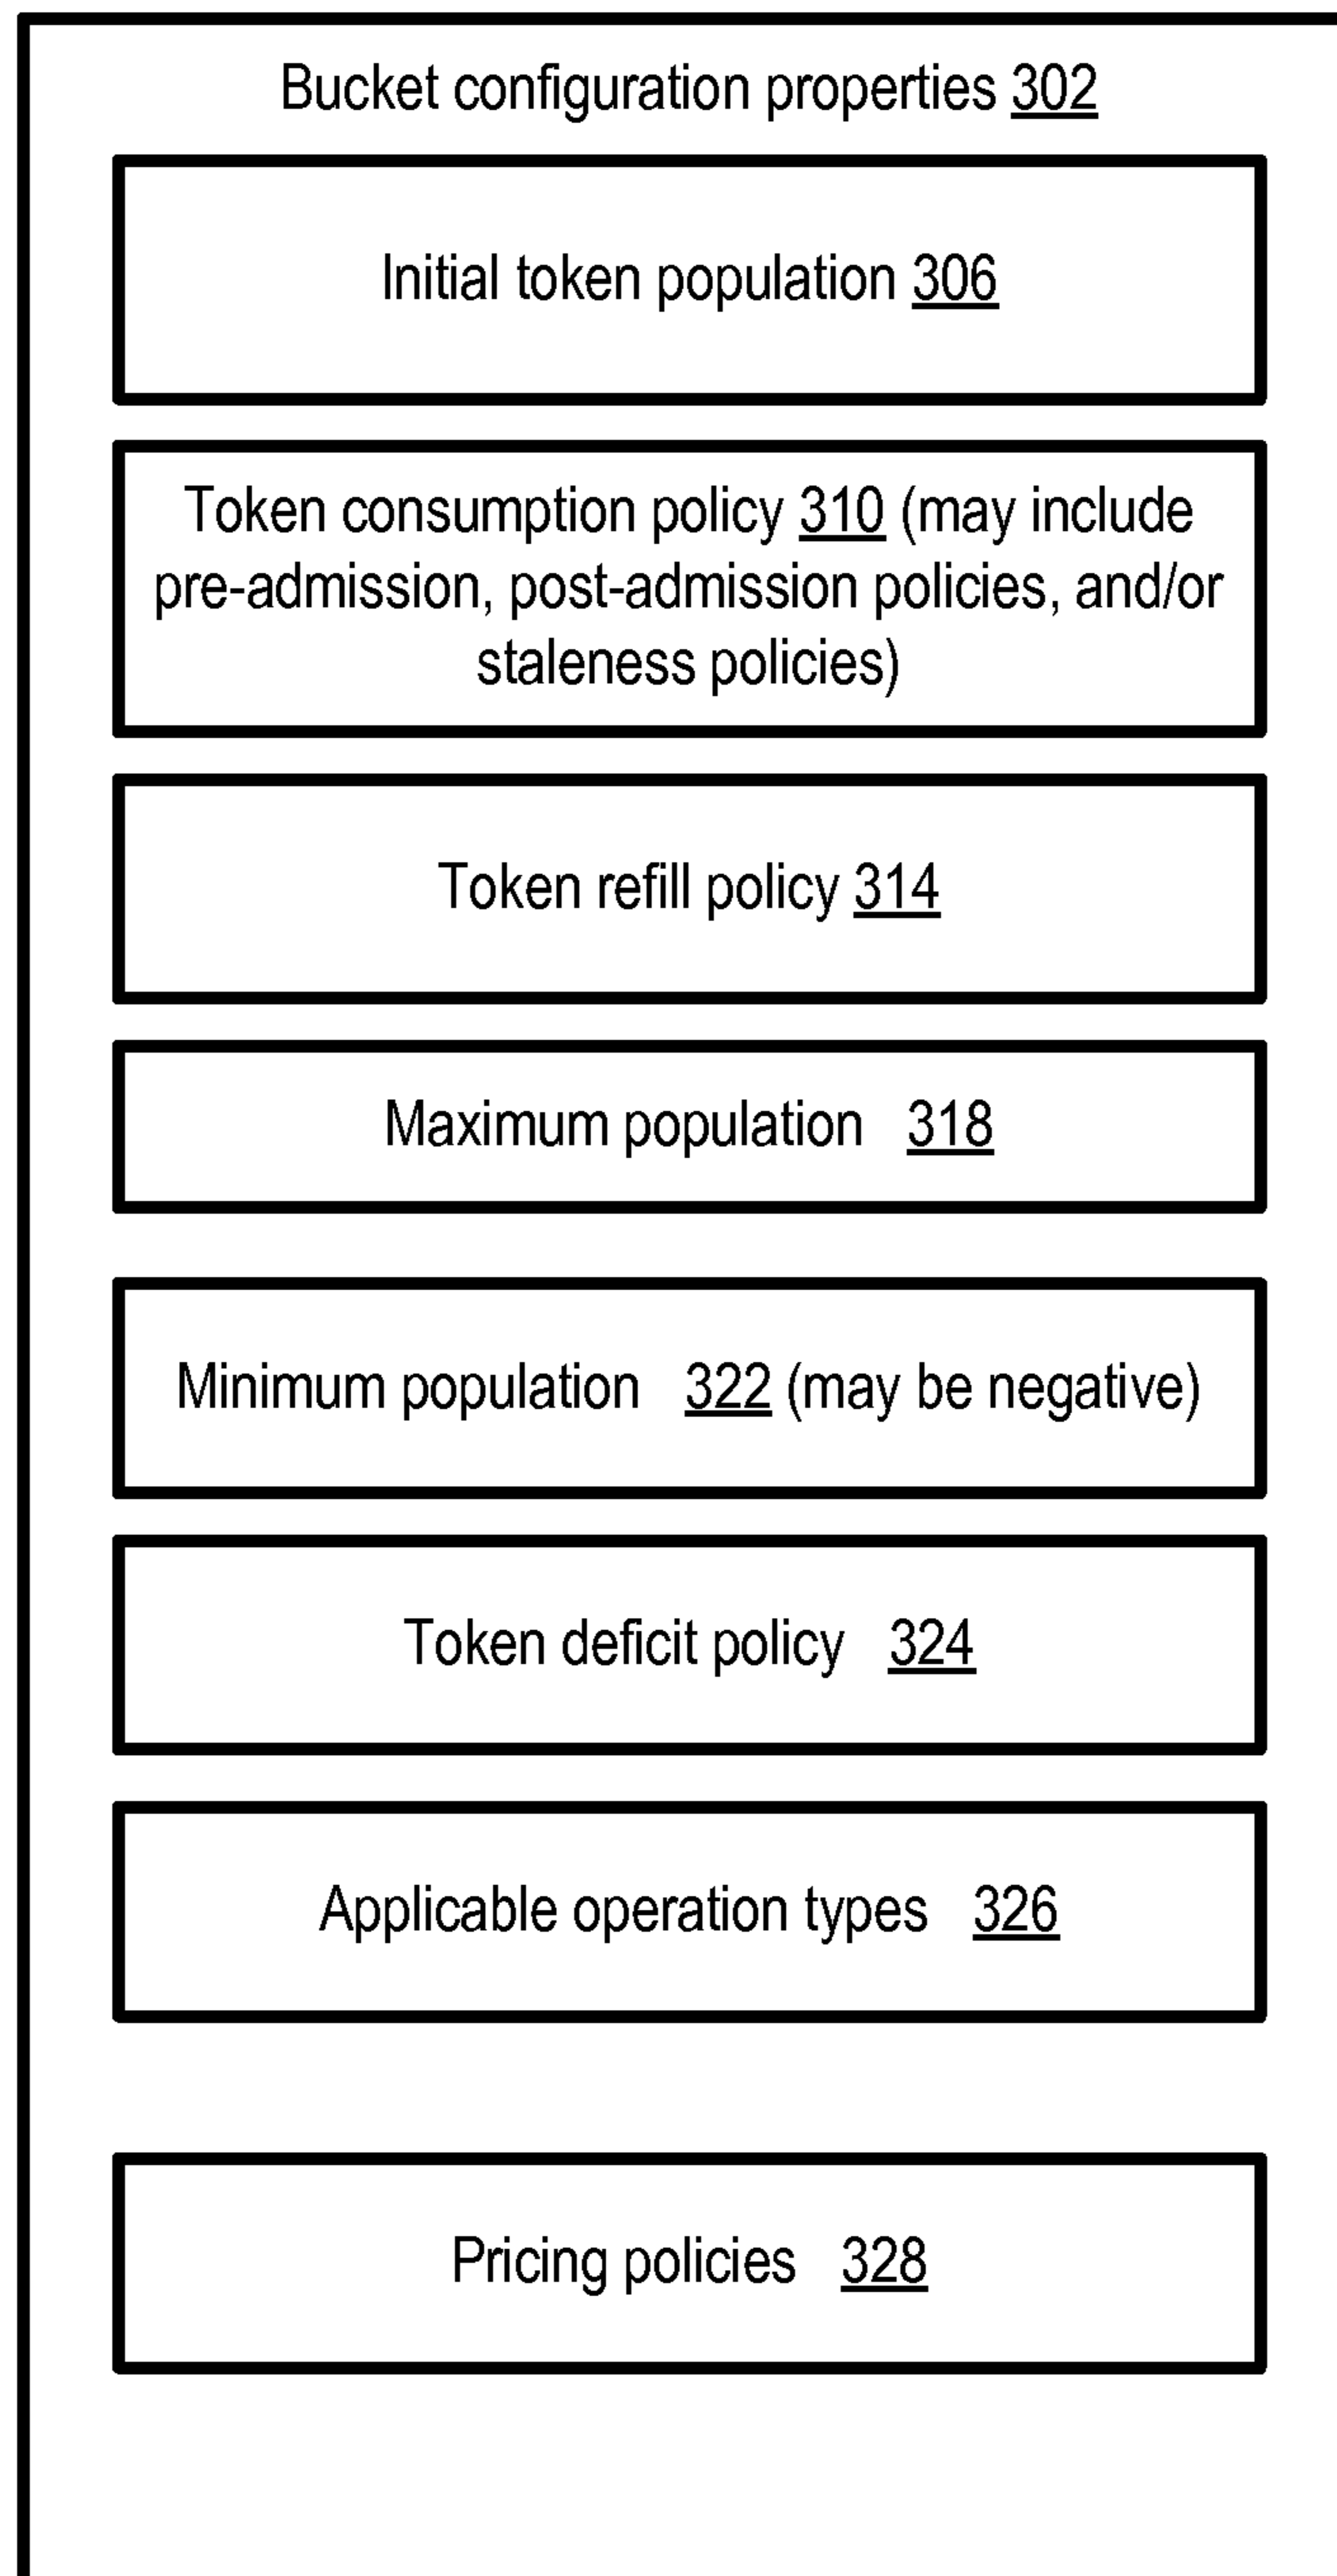 Bucket configuration properties 302
Initial token population 306
Token consumption policy 310 (may include
pre-admission, post-admission policies, and/or
staleness policies)
Token refill policy 314
Maximum population 318
Minimum population 322 (may be negative)
Token deficit policy 324
Applicable operation types 326
Pricing policies 328